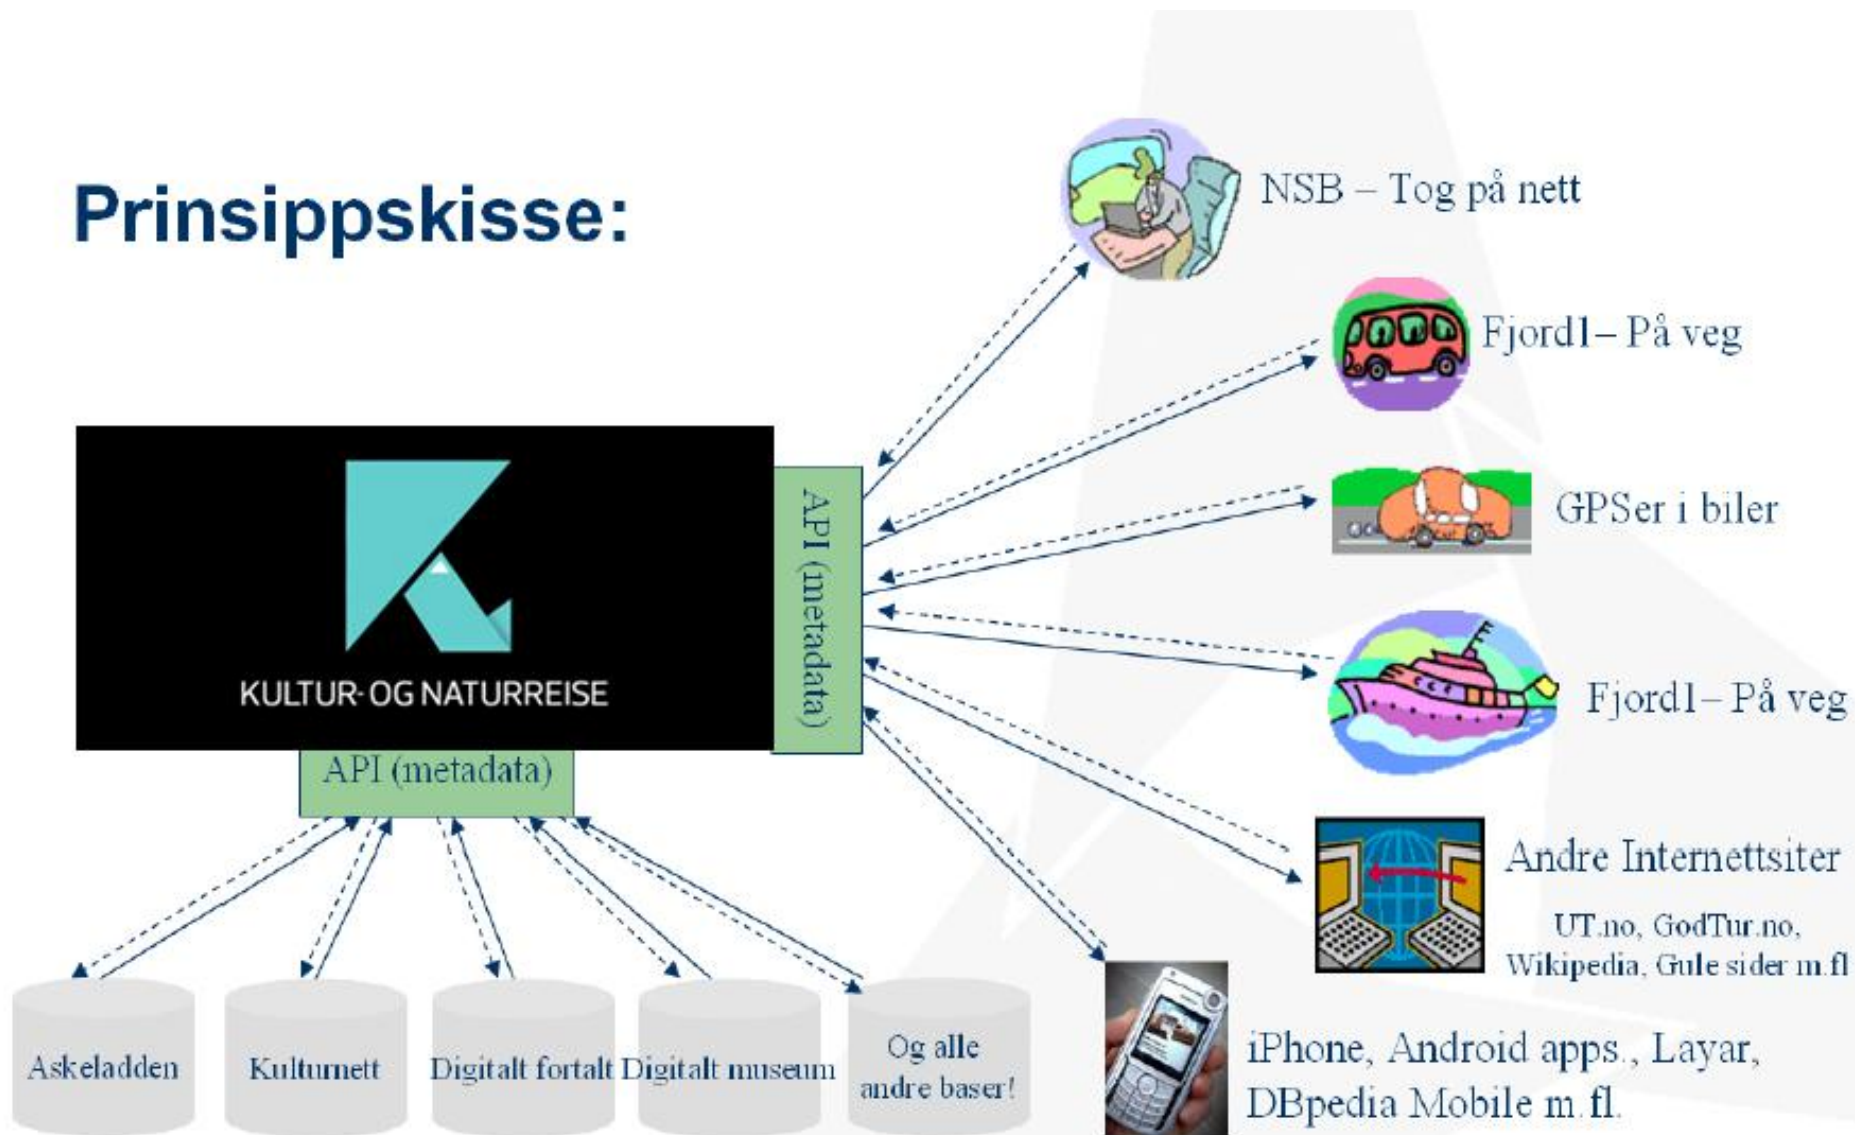 Prinsippskisse:
NSB – Tog på nett
Fjord1– På veg
GPSer i biler
Fjord1– På veg
Andre Internettsiter
UT.no, GodTur.no,
Wikipedia, Gule sider m.fl
iPhone, Android apps., Layar,
DBpedia Mobile m.fl.
KULTUR- OG NATURREISE
API (metadata)
API (metadata)
Askeladden
Kulturnett
Digitalt fortalt
Digitalt museum
Og alle
andre baser!